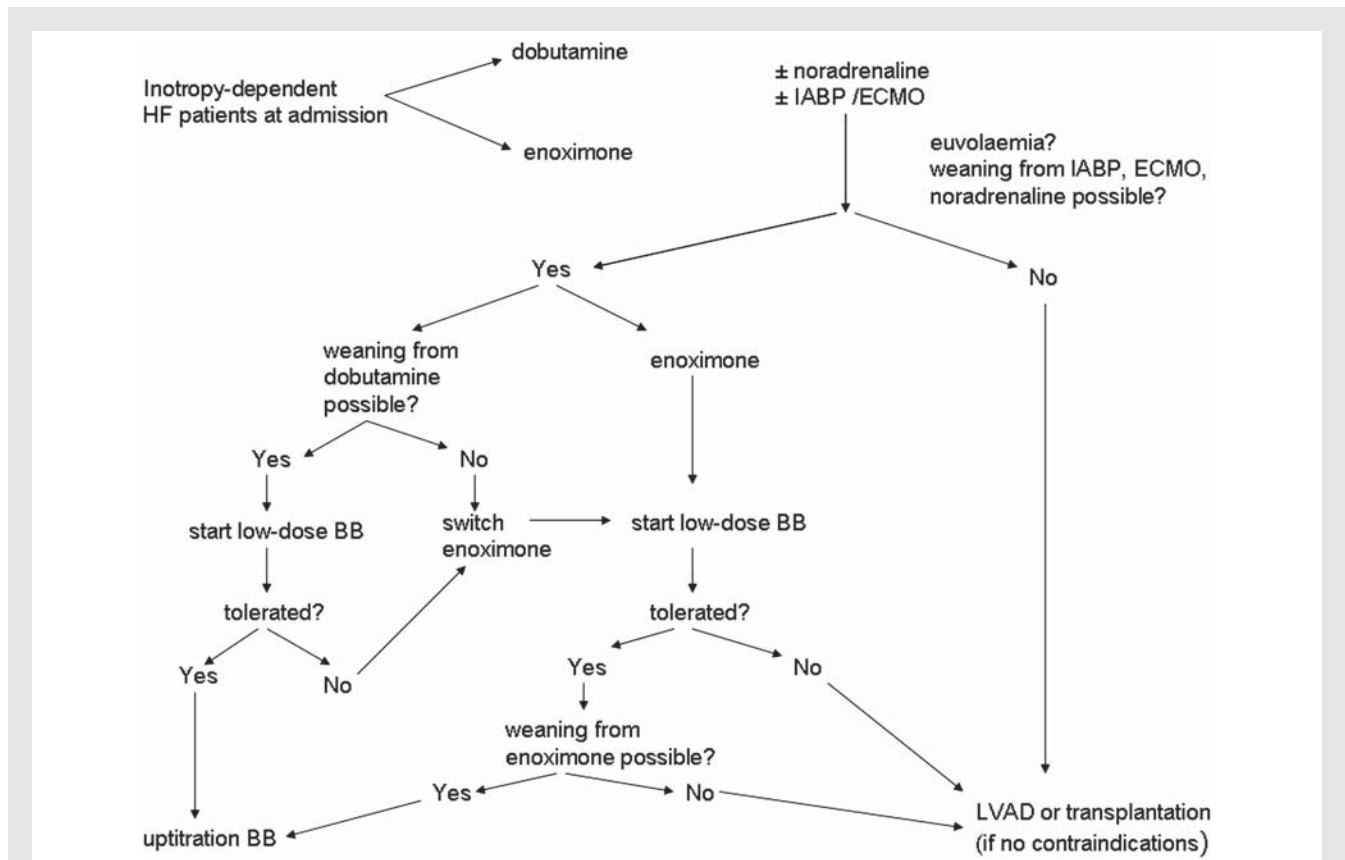 dobutamine
Inotropy-dependent
HF patients at admission
enoximone
± noradrenaline
± IABP /ECMO
euvolaemia?
weaning from IABP, ECMO,
noradrenaline possible?
Yes
No
weaning from
dobutamine
possible?
enoximone
Yes
No
start low-dose BB
switch
enoximone
start low-dose BB
tolerated?
tolerated?
Yes
No
Yes
No
weaning from
enoximone possible?
Yes
No
uptitration BB
LVAD or transplantation
(if no contraindications)